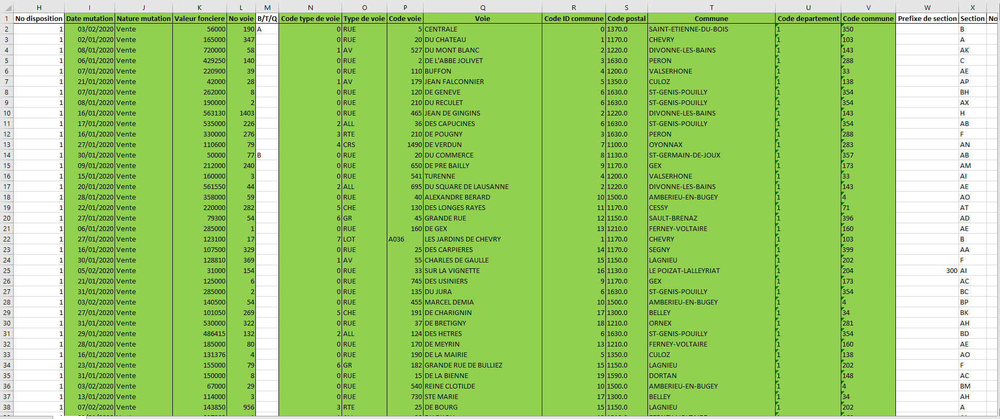 H I J K L M N O P Q R S T U V W X
1 No disposition Date mutation Nature mutation Valeur fonciere No voie B/T/Q Code type de voie Type de voie Code voie Voie Code ID commune Code postal Commune Code departement Code commune Prefixe de section Section No
2 1 03/02/2020 Vente 56000 190 A 0 RUE 5 CENTRALE 0 1370.0 SAINT-ETIENNE-DU-BOIS 1 350 B
3 1 02/01/2020 Vente 165000 347 0 RUE 20 DU CHATEAU 1 1170.0 CHEVRY 1 103 A
4 1 08/01/2020 Vente 720000 58 1 AV 527 DU MONT BLANC 2 1220.0 DIVONNE-LES-BAINS 1 143 AK
5 1 06/01/2020 Vente 429250 140 0 RUE 2 DE L'ABBE JOLIVET 3 1630.0 PERON 1 288 C
6 1 07/01/2020 Vente 220900 39 0 RUE 110 BUFFON 4 1200.0 VALSERHONE 1 33 AE
7 1 21/01/2020 Vente 42000 28 1 AV 179 JEAN FALCONNIER 5 1350.0 CULOZ 1 138 AP
8 1 07/01/2020 Vente 262000 8 0 RUE 120 DE GENEVE 6 1630.0 ST-GENIS-POUILLY 1 354 BH
9 1 08/01/2020 Vente 190000 2 0 RUE 210 DU RECULET 6 1630.0 ST-GENIS-POUILLY 1 354 AX
10 1 16/01/2020 Vente 563130 1403 0 RUE 465 JEAN DE GINGINS 2 1220.0 DIVONNE-LES-BAINS 1 143 H
11 1 17/01/2020 Vente 535000 226 2 ALL 36 DES CAPUCINES 6 1630.0 ST-GENIS-POUILLY 1 354 AB
12 1 16/01/2020 Vente 330000 276 3 RTE 210 DE POUGNY 3 1630.0 PERON 1 288 F
13 1 27/01/2020 Vente 110600 79 4 CRS 1490 DE VERDUN 7 1100.0 OYONNAX 1 283 AN
14 1 30/01/2020 Vente 50000 77 B 0 RUE 20 DU COMMERCE 8 1130.0 ST-GERMAIN-DE-JOUX 1 357 AB
15 1 09/01/2020 Vente 212000 240 0 RUE 650 DE PRE BAILLY 9 1170.0 GEX 1 173 AM
16 1 15/01/2020 Vente 160000 3 0 RUE 541 TURENNE 4 1200.0 VALSERHONE 1 33 AI
17 1 20/01/2020 Vente 561550 44 2 ALL 695 DU SQUARE DE LAUSANNE 2 1220.0 DIVONNE-LES-BAINS 1 143 AE
18 1 28/01/2020 Vente 358000 59 0 RUE 40 ALEXANDRE BERARD 10 1500.0 AMBERIEU-EN-BUGEY 1 4 AO
19 1 22/01/2020 Vente 220000 282 5 CHE 130 DES LONGES RAYES 11 1170.0 CESSY 1 71 AT
20 1 27/01/2020 Vente 79300 54 6 GR 45 GRANDE RUE 12 1150.0 SAULT-BRENAZ 1 396 AD
21 1 06/01/2020 Vente 285000 1 0 RUE 160 DE GEX 13 1210.0 FERNEY-VOLTAIRE 1 160 AE
22 1 27/01/2020 Vente 123100 17 7 LOT A036 LES JARDINS DE CHEVRY 1 1170.0 CHEVRY 1 103 B
23 1 16/01/2020 Vente 107500 329 0 RUE 25 DES CARPIERES 14 1170.0 SEGNY 1 399 AA
24 1 30/01/2020 Vente 128810 369 1 AV 55 CHARLES DE GAULLE 15 1150.0 LAGNIEU 1 202 F
25 1 05/02/2020 Vente 31000 154 0 RUE 33 SUR LA VIGNETTE 16 1130.0 LE POIZAT-LALLEYRIAT 1 204 300 AI
26 1 21/01/2020 Vente 125000 6 0 RUE 745 DES USINIERS 9 1170.0 GEX 1 173 AC
27 1 31/01/2020 Vente 285000 2 0 RUE 135 DU JURA 6 1630.0 ST-GENIS-POUILLY 1 354 BC
28 1 03/02/2020 Vente 140500 54 0 RUE 455 MARCEL DEMIA 10 1500.0 AMBERIEU-EN-BUGEY 1 4 BP
29 1 27/01/2020 Vente 101050 269 5 CHE 191 DE CHARIGNIN 17 1300.0 BELLEY 1 34 BK
30 1 31/01/2020 Vente 530000 322 0 RUE 37 DE BRETIGNY 18 1210.0 ORNEX 1 281 AH
31 1 29/01/2020 Vente 486415 132 2 ALL 124 DES HETRES 6 1630.0 ST-GENIS-POUILLY 1 354 BD
32 1 28/01/2020 Vente 185000 80 0 RUE 170 DE MEYRIN 13 1210.0 FERNEY-VOLTAIRE 1 160 AE
33 1 16/01/2020 Vente 131376 4 0 RUE 190 DE LA MAIRIE 5 1350.0 CULOZ 1 138 AO
34 1 23/01/2020 Vente 155000 79 6 GR 182 GRANDE RUE DE BULLIEZ 15 1150.0 LAGNIEU 1 202 F
35 1 31/01/2020 Vente 150000 8 0 RUE 15 DE LA BIENNE 19 1590.0 DORTAN 1 148 AC
36 1 03/02/2020 Vente 67000 29 0 RUE 540 REINE CLOTILDE 10 1500.0 AMBERIEU-EN-BUGEY 1 4 BM
37 1 13/01/2020 Vente 114000 3 0 RUE 730 STE MARIE 17 1300.0 BELLEY 1 34 AH
38 1 07/02/2020 Vente 143850 956 3 RTE 25 DE BOURG 15 1150.0 LAGNIEU 1 202 A